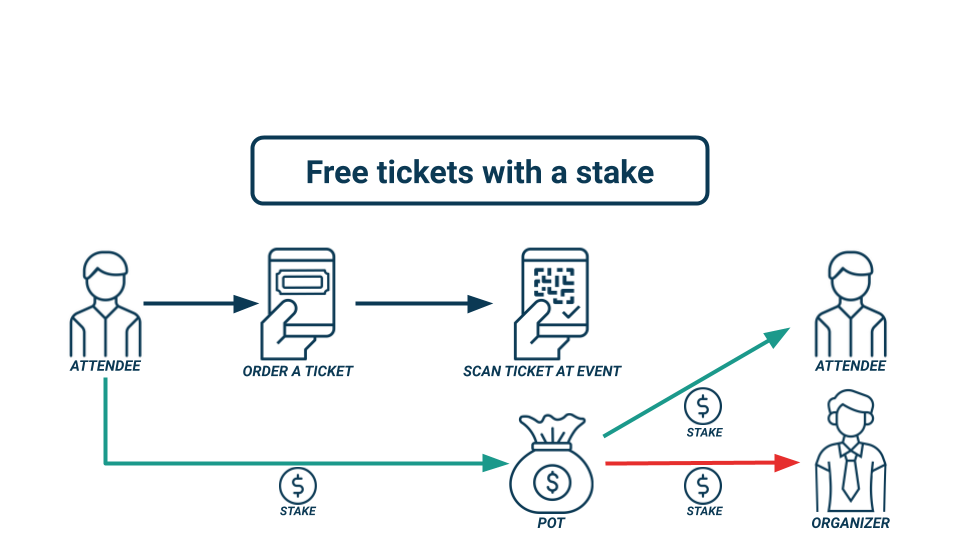 Free tickets with a stake
ATTENDEE
ORDER A TICKET
SCAN TICKET AT EVENT
ATTENDEE
$
STAKE
$
STAKE
$
POT
$
STAKE
ORGANIZER